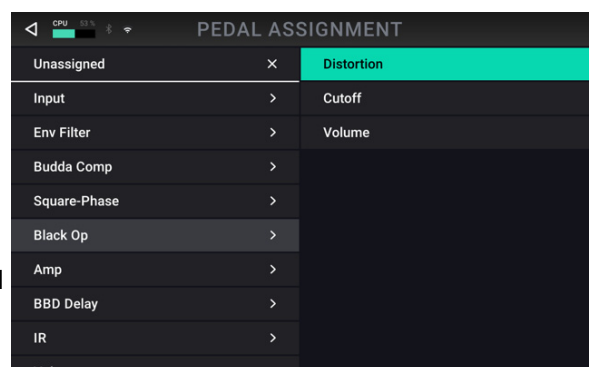 CPU 53 %
PEDAL ASSIGNMENT
Unassigned
Distortion
Input
Cutoff
Env Filter
Volume
Budda Comp
Square-Phase
Black Op
Amp
BBD Delay
IR